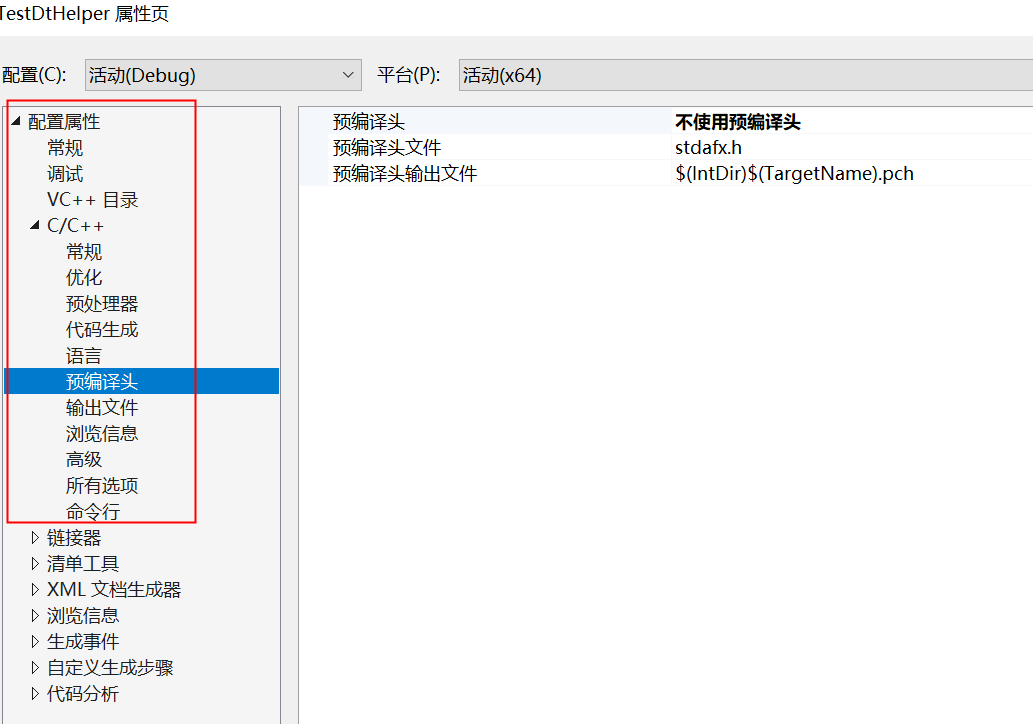 TestDtHelper 属性页
配置(C): 活动(Debug) 平台(P): 活动(x64)
配置属性
常规
调试
VC++ 目录
C/C++
常规
优化
预处理器
代码生成
语言
预编译头
输出文件
浏览信息
高级
所有选项
命令行
链接器
清单工具
XML 文档生成器
浏览信息
生成事件
自定义生成步骤
代码分析
预编译头 不使用预编译头
预编译头文件 stdafx.h
预编译头输出文件 $(IntDir)$(TargetName).pch